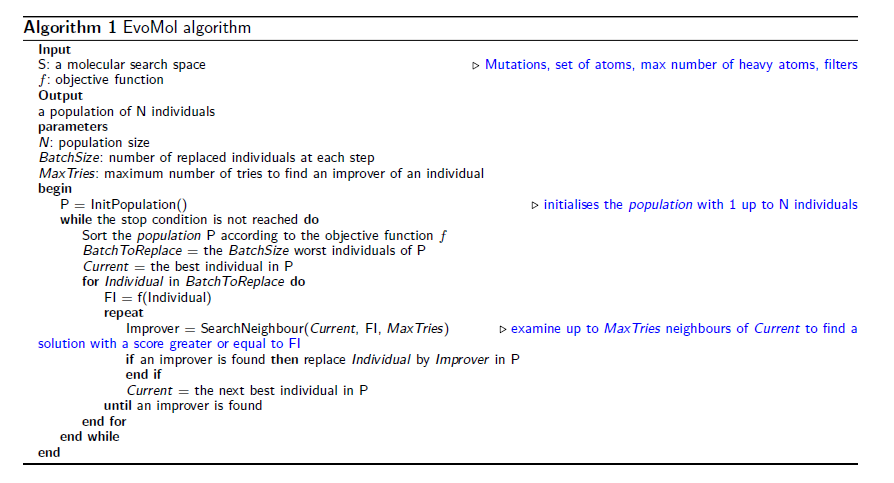 Algorithm 1 EvoMol algorithm
Input
S: a molecular search space ▷ Mutations, set of atoms, max number of heavy atoms, filters
f: objective function
Output
a population of N individuals
parameters
N: population size
BatchSize: number of replaced individuals at each step
MaxTries: maximum number of tries to find an improver of an individual
begin
P = InitPopulation() ▷ initialises the population with 1 up to N individuals
while the stop condition is not reached do
Sort the population P according to the objective function f
BatchToReplace = the BatchSize worst individuals of P
Current = the best individual in P
for Individual in BatchToReplace do
FI = f(Individual)
repeat
Improver = SearchNeighbour(Current, FI, MaxTries) ▷ examine up to MaxTries neighbours of Current to find a
solution with a score greater or equal to FI
if an improver is found then replace Individual by Improver in P
end if
Current = the next best individual in P
until an improver is found
end for
end while
end